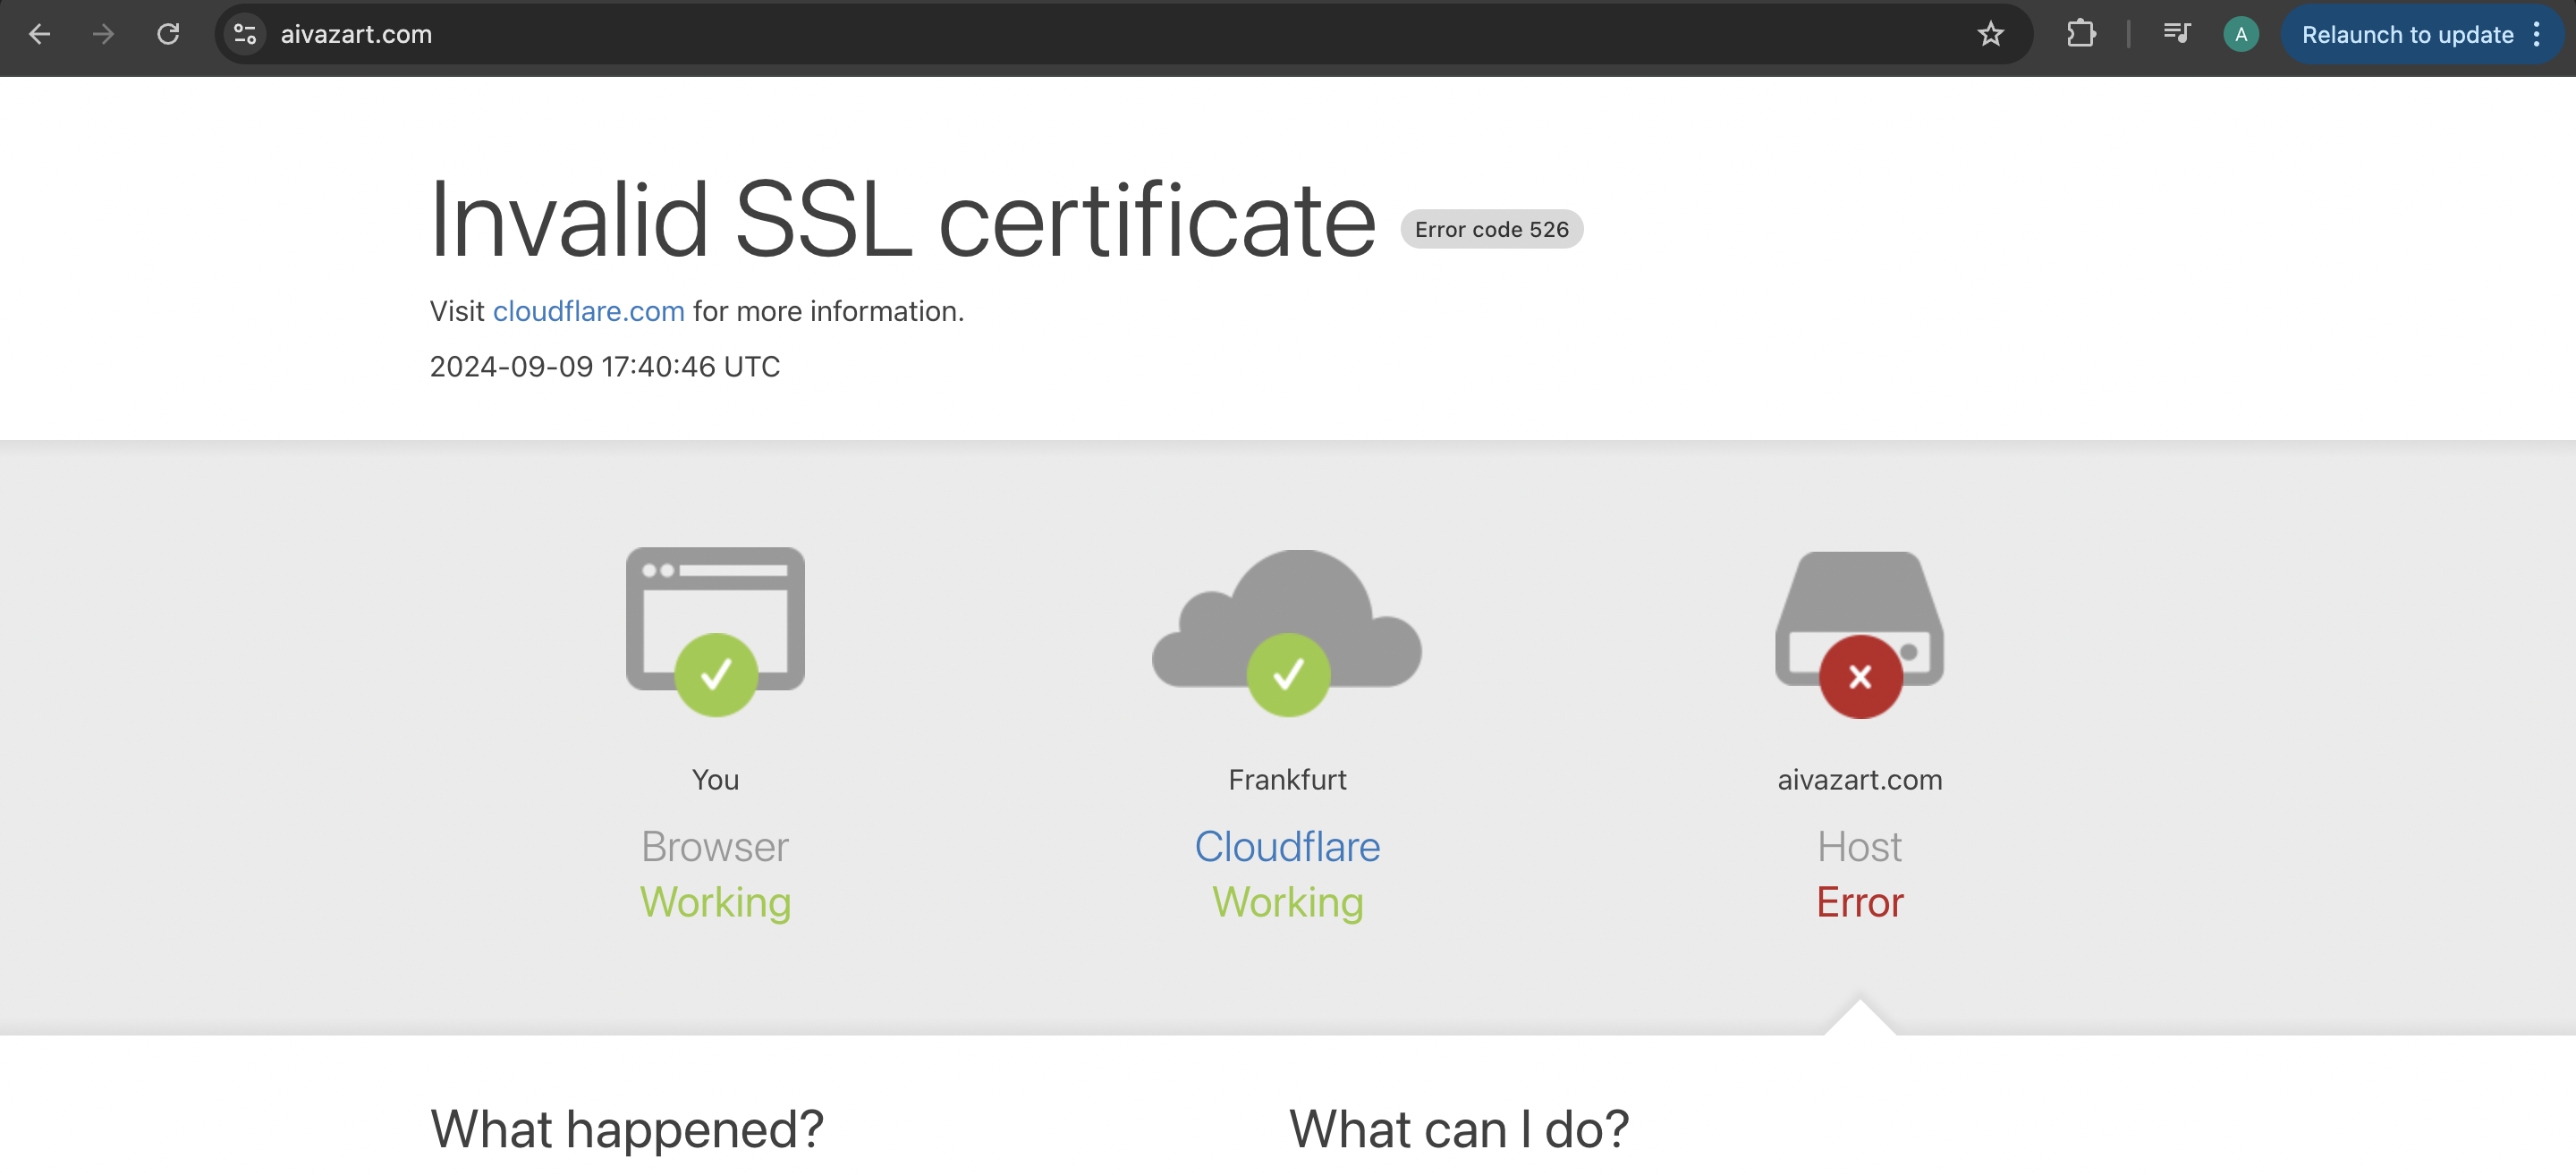 aivazart.com
A
Relaunch to update
Invalid SSL certificate Error code 526
Visit cloudflare.com for more information.
2024-09-09 17:40:46 UTC
You
Frankfurt
aivazart.com
Browser
Cloudflare
Host
Working
Working
Error
What happened?
What can I do?